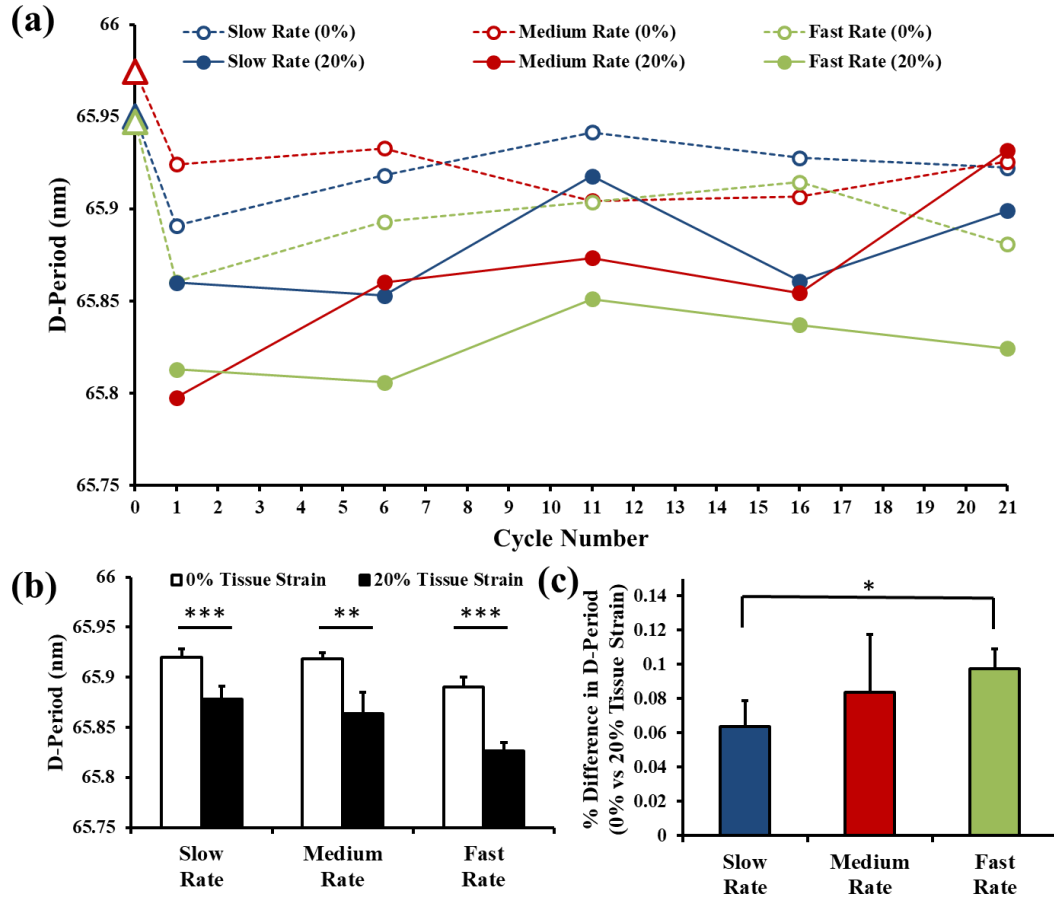 (a)
Slow Rate (0%) Medium Rate (0%) Fast Rate (0%)
Slow Rate (20%) Medium Rate (20%) Fast Rate (20%)
D-Period (nm)
66
65.95
65.9
65.85
65.8
65.75
0 1 2 3 4 5 6 7 8 9 10 11 12 13 14 15 16 17 18 19 20 21
Cycle Number
(b)
0% Tissue Strain 20% Tissue Strain
*** ** ***
D-Period (nm)
66
65.95
65.9
65.85
65.8
65.75
Slow Medium Fast
Rate Rate Rate
(c)
% Difference in D-Period
(0% vs 20% Tissue Strain)
*
0.14
0.12
0.1
0.08
0.06
0.04
0.02
0
Slow Medium Fast
Rate Rate Rate